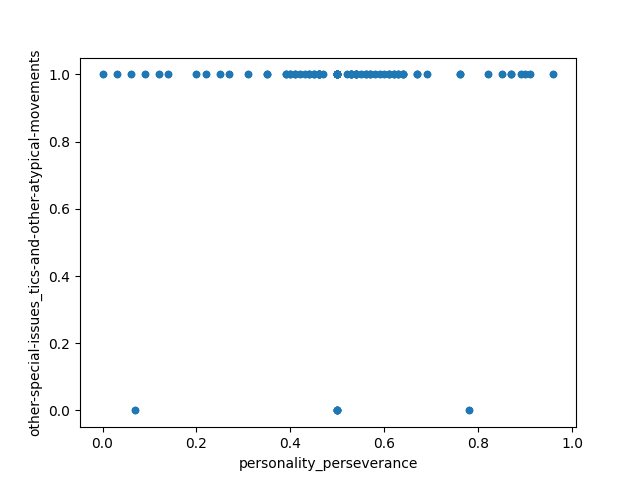 other-special-issues_tics-and-other-atypical-movements
1.0
0.8
0.6
0.4
0.2
0.0
0.0 0.2 0.4 0.6 0.8 1.0
personality_perseverance